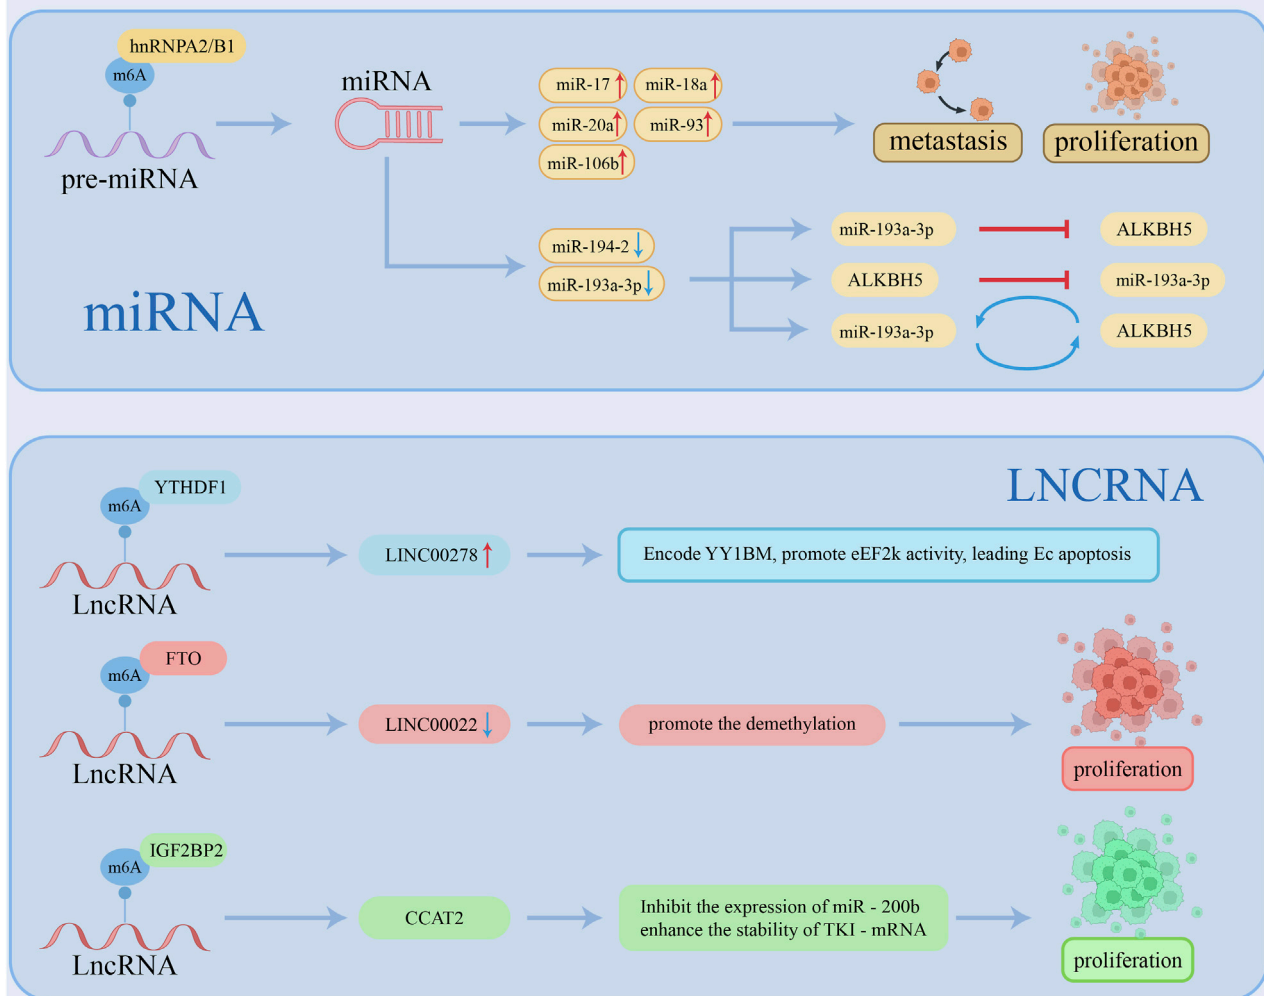 hnRNPA2/B1
m6A
pre-miRNA
miRNA
miR-17
miR-18a
miR-20a
miR-93
miR-106b
metastasis
proliferation
miR-194-2
miR-193a-3p
miR-193a-3p
ALKBH5
ALKBH5
miR-193a-3p
miR-193a-3p
ALKBH5
miRNA
LNCRNA
YTHDF1
m6A
LncRNA
LINC00278
Encode YY1BM, promote eEF2k activity, leading Ec apoptosis
FTO
m6A
LncRNA
LINC00022
promote the demethylation
proliferation
IGF2BP2
m6A
LncRNA
CCAT2
Inhibit the expression of miR - 200b
enhance the stability of TKI - mRNA
proliferation